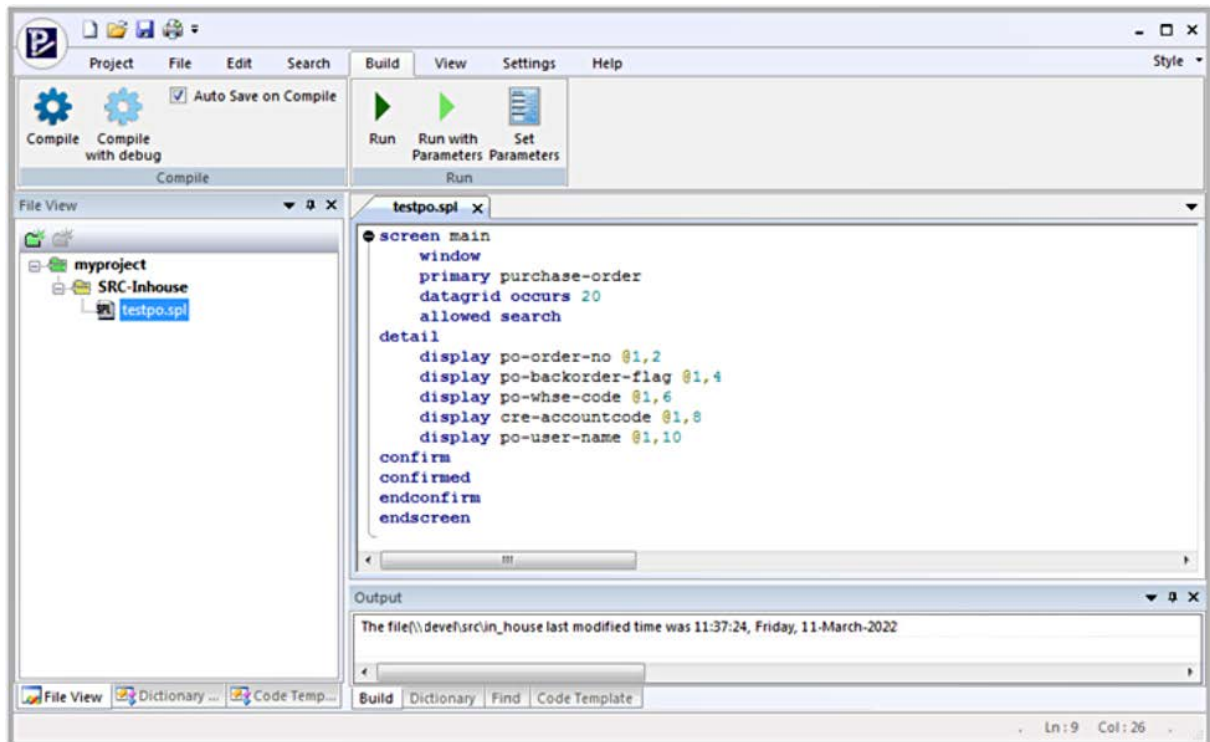 P
Project File Edit Search Build View Settings Help Style
Auto Save on Compile
Compile
Compile with debug
Compile
Run
Run with Parameters
Set Parameters
Run
File View
myproject
SRC-Inhouse
SPL testpo.spl
testpo.spl
screen main
window
primary purchase-order
datagrid occurs 20
allowed search
detail
display po-order-no @1,2
display po-backorder-flag @1,4
display po-whse-code @1,6
display cre-accountcode @1,8
display po-user-name @1,10
confirm
confirmed
endconfirm
endscreen
Output
The file(\\devel\src\in_house last modified time was 11:37:24, Friday, 11-March-2022
File View Dictionary ... Code Temp...
Build Dictionary Find Code Template
Ln : 9 Col : 26